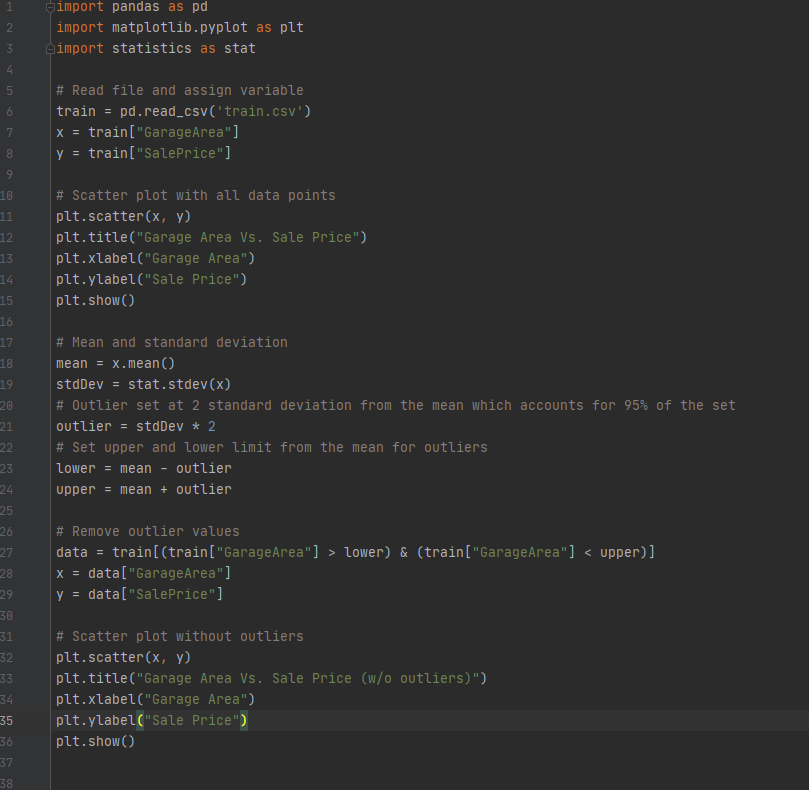 1 import pandas as pd
2 import matplotlib.pyplot as plt
3 import statistics as stat
4
5 # Read file and assign variable
6 train = pd.read_csv('train.csv')
7 x = train["GarageArea"]
8 y = train["SalePrice"]
9
10 # Scatter plot with all data points
11 plt.scatter(x, y)
12 plt.title("Garage Area Vs. Sale Price")
13 plt.xlabel("Garage Area")
14 plt.ylabel("Sale Price")
15 plt.show()
16
17 # Mean and standard deviation
18 mean = x.mean()
19 stdDev = stat.stdev(x)
20 # Outlier set at 2 standard deviation from the mean which accounts for 95% of the set
21 outlier = stdDev * 2
22 # Set upper and lower limit from the mean for outliers
23 lower = mean - outlier
24 upper = mean + outlier
25
26 # Remove outlier values
27 data = train[(train["GarageArea"] > lower) & (train["GarageArea"] < upper)]
28 x = data["GarageArea"]
29 y = data["SalePrice"]
30
31 # Scatter plot without outliers
32 plt.scatter(x, y)
33 plt.title("Garage Area Vs. Sale Price (w/o outliers)")
34 plt.xlabel("Garage Area")
35 plt.ylabel("Sale Price")
36 plt.show()
37
38